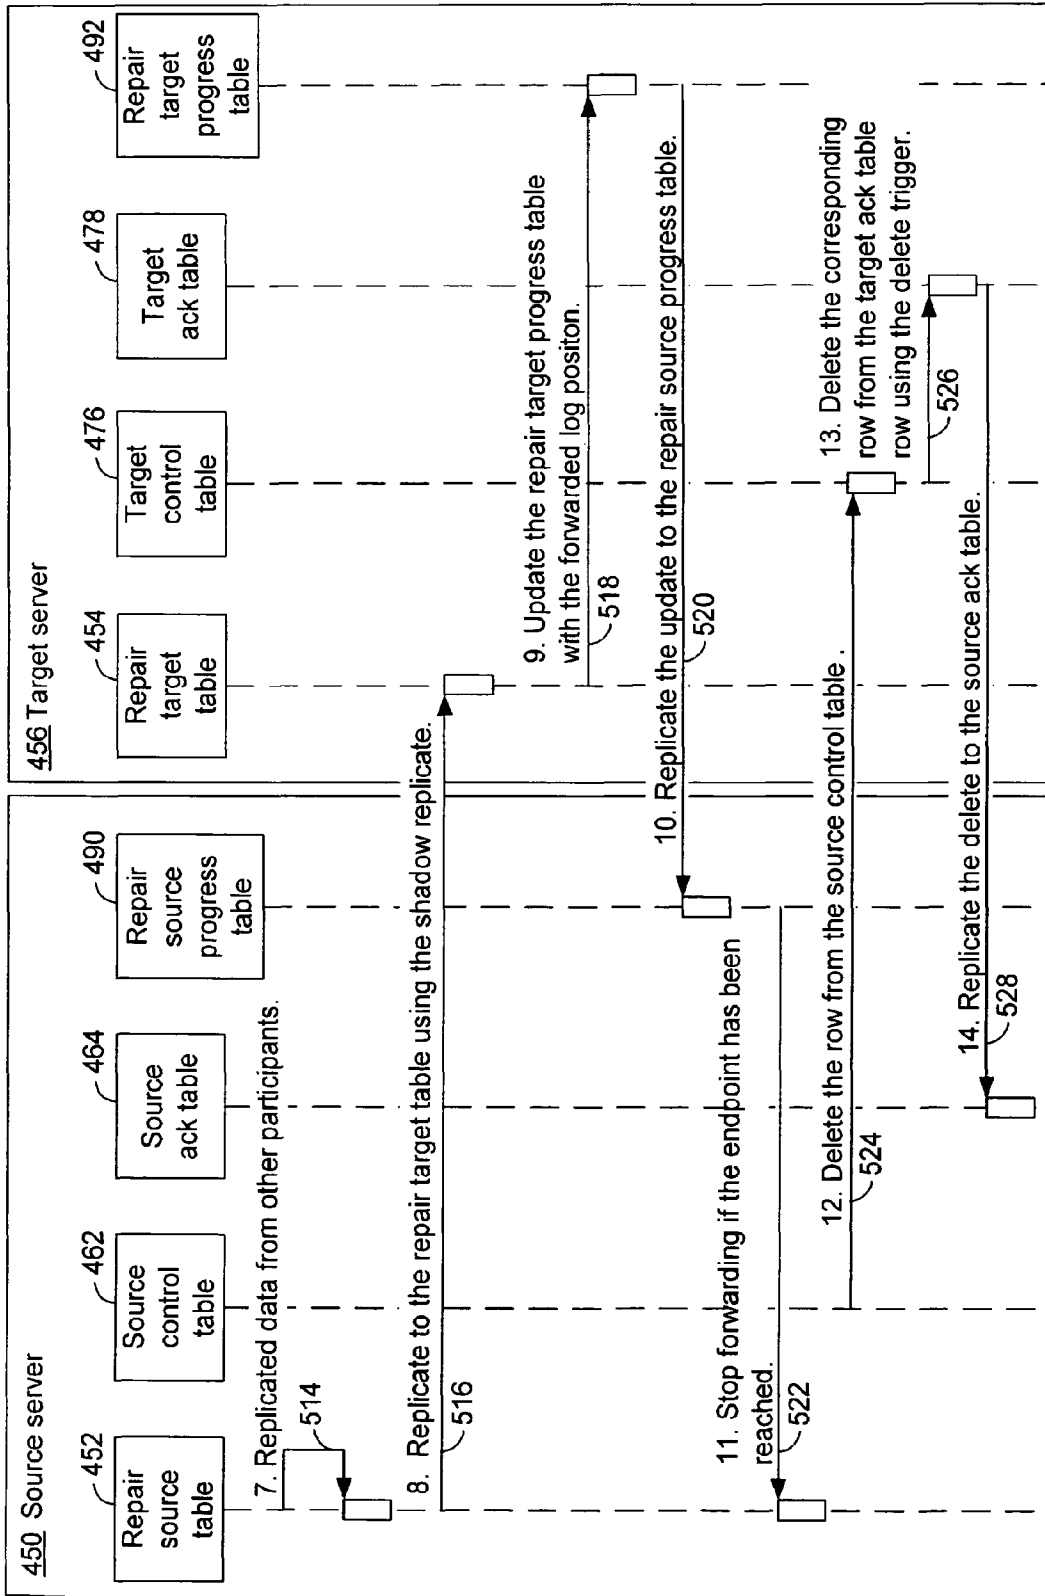 450 Source server
452
Repair
source
table
462
Source
control
table
464
Source
ack table
490
Repair
source
progress
table
456 Target server
454
Repair
target
table
476
Target
control
table
478
Target
ack table
492
Repair
target
progress
table
7. Replicated data from other participants.
514
8. Replicate to the repair target table using the shadow replicate.
516
9. Update the repair target progress table
with the forwarded log positon.
518
10. Replicate the update to the repair source progress table.
520
11. Stop forwarding if the endpoint has been
reached.
522
12. Delete the row from the source control table .
524
13. Delete the corresponding
row from the target ack table
row using the delete trigger.
526
14. Replicate the delete to the source ack table.
528